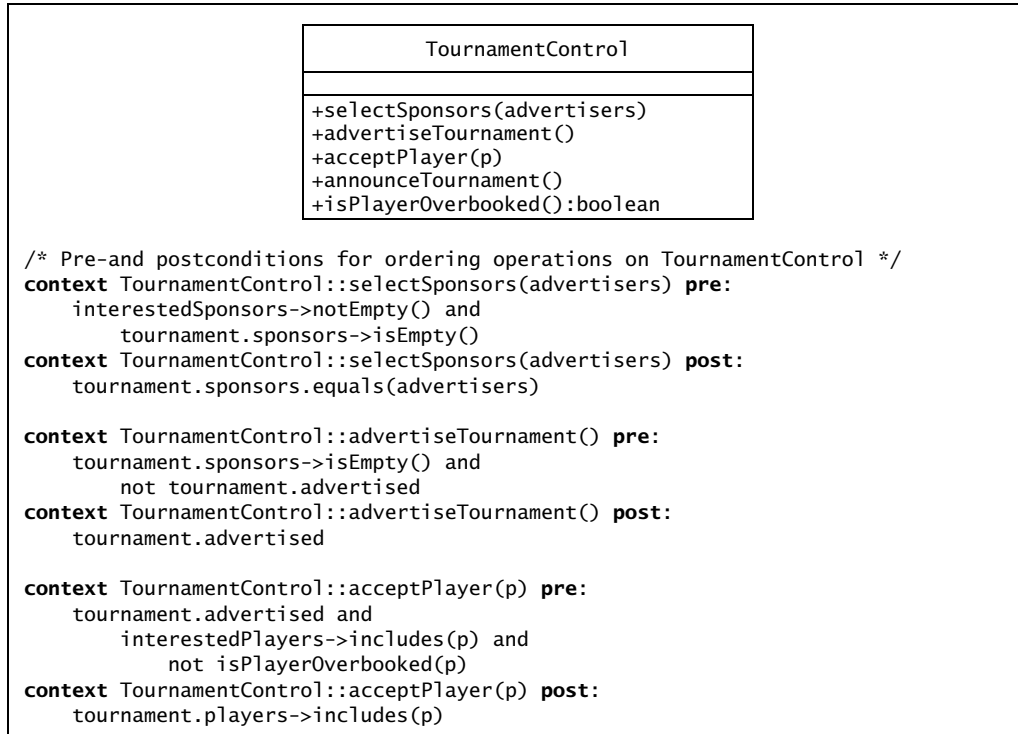 TournamentControl
+selectSponsors(advertisers)
+advertiseTournament()
+acceptPlayer(p)
+announceTournament()
+isPlayerOverbooked():boolean
/* Pre-and postconditions for ordering operations on TournamentControl */
context TournamentControl::selectSponsors(advertisers) pre:
interestedSponsors->notEmpty() and
tournament.sponsors->isEmpty()
context TournamentControl::selectSponsors(advertisers) post:
tournament.sponsors.equals(advertisers)
context TournamentControl::advertiseTournament() pre:
tournament.sponsors->isEmpty() and
not tournament.advertised
context TournamentControl::advertiseTournament() post:
tournament.advertised
context TournamentControl::acceptPlayer(p) pre:
tournament.advertised and
interestedPlayers->includes(p) and
not isPlayerOverbooked(p)
context TournamentControl::acceptPlayer(p) post:
tournament.players->includes(p)